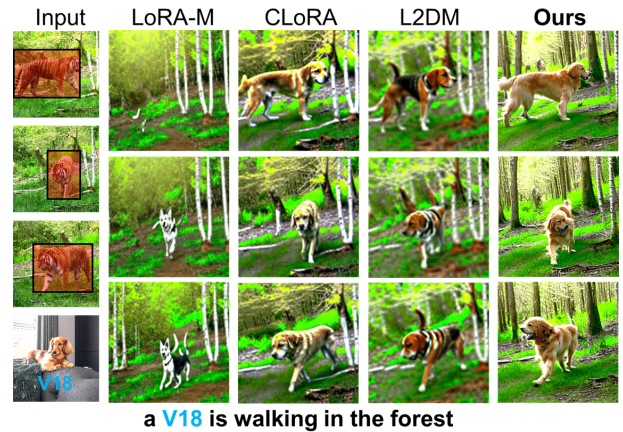 Input LoRA-M CLoRA L2DM Ours
V18
a V18 is walking in the forest